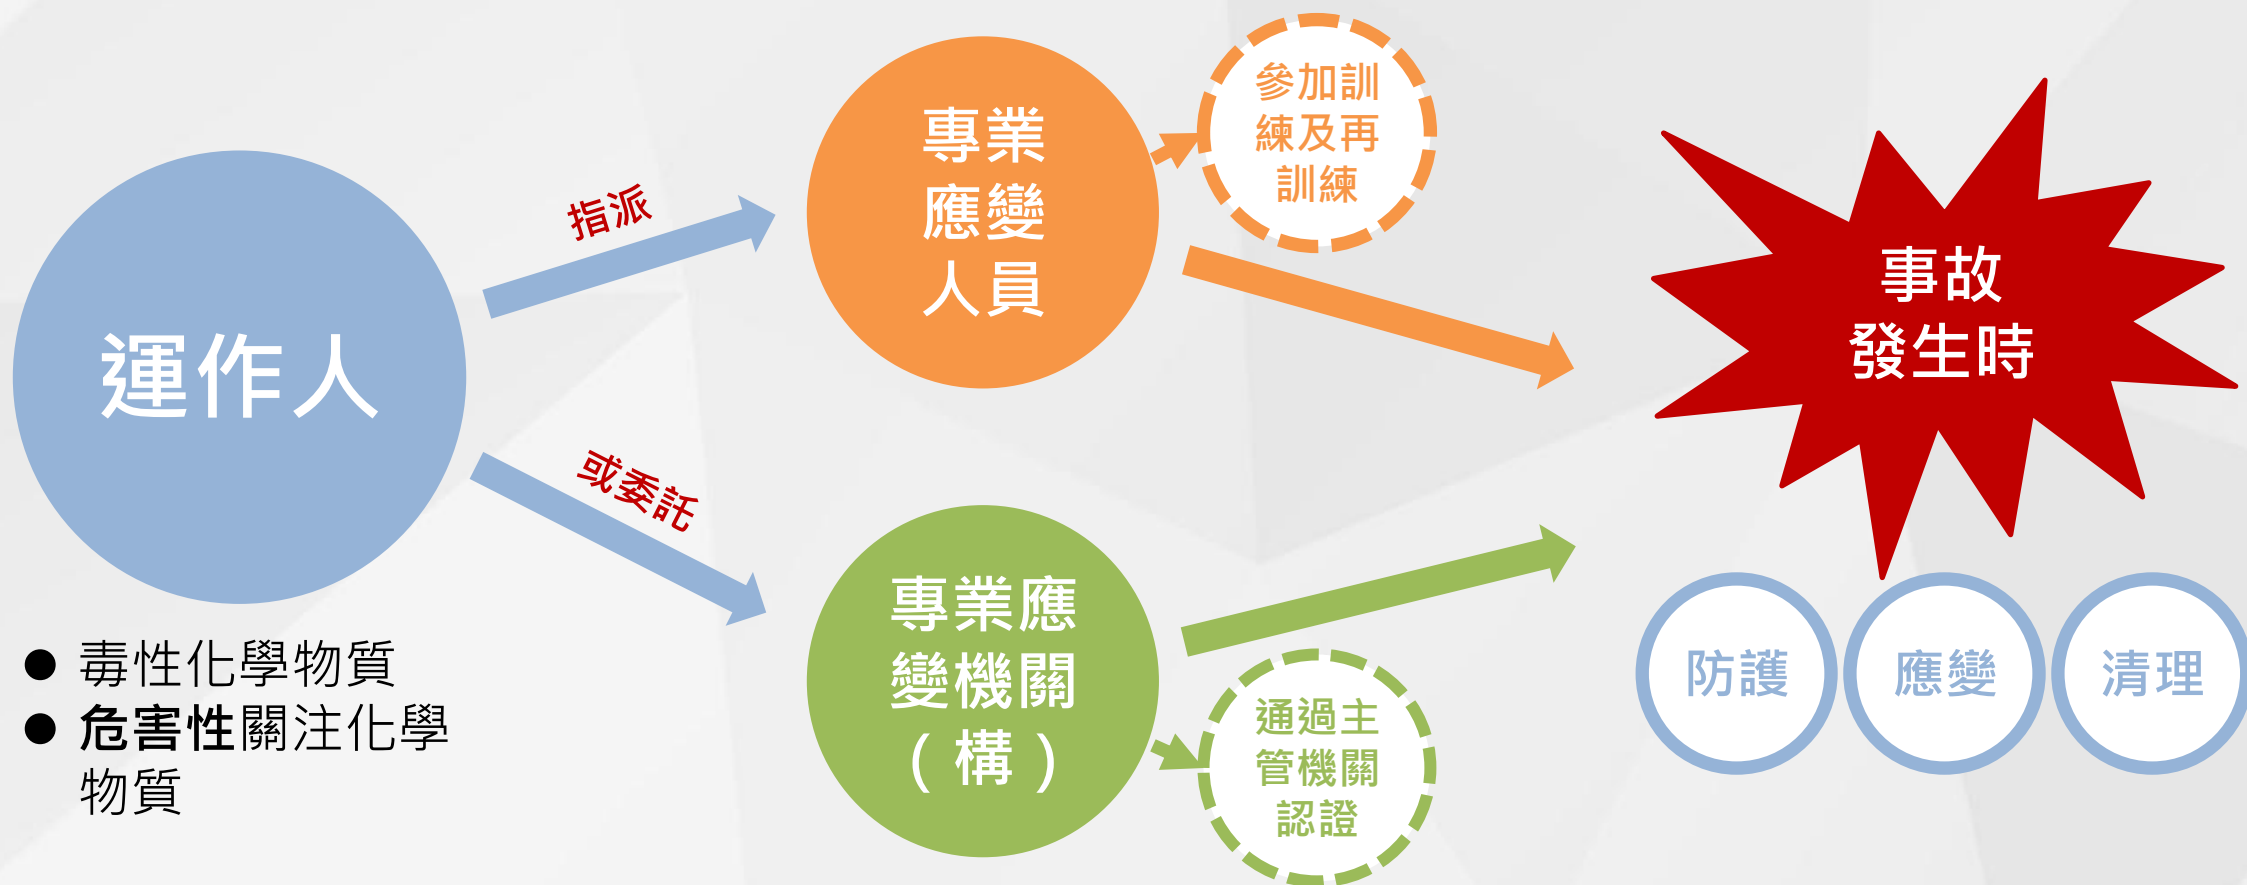 運作人
● 毒性化學物質
● 危害性關注化學
物質
指派
或委託
專業
應變
人員
參加訓
練及再
訓練
專業應
變機關
（構）
通過主
管機關
認證
事故
發生時
防護
應變
清理